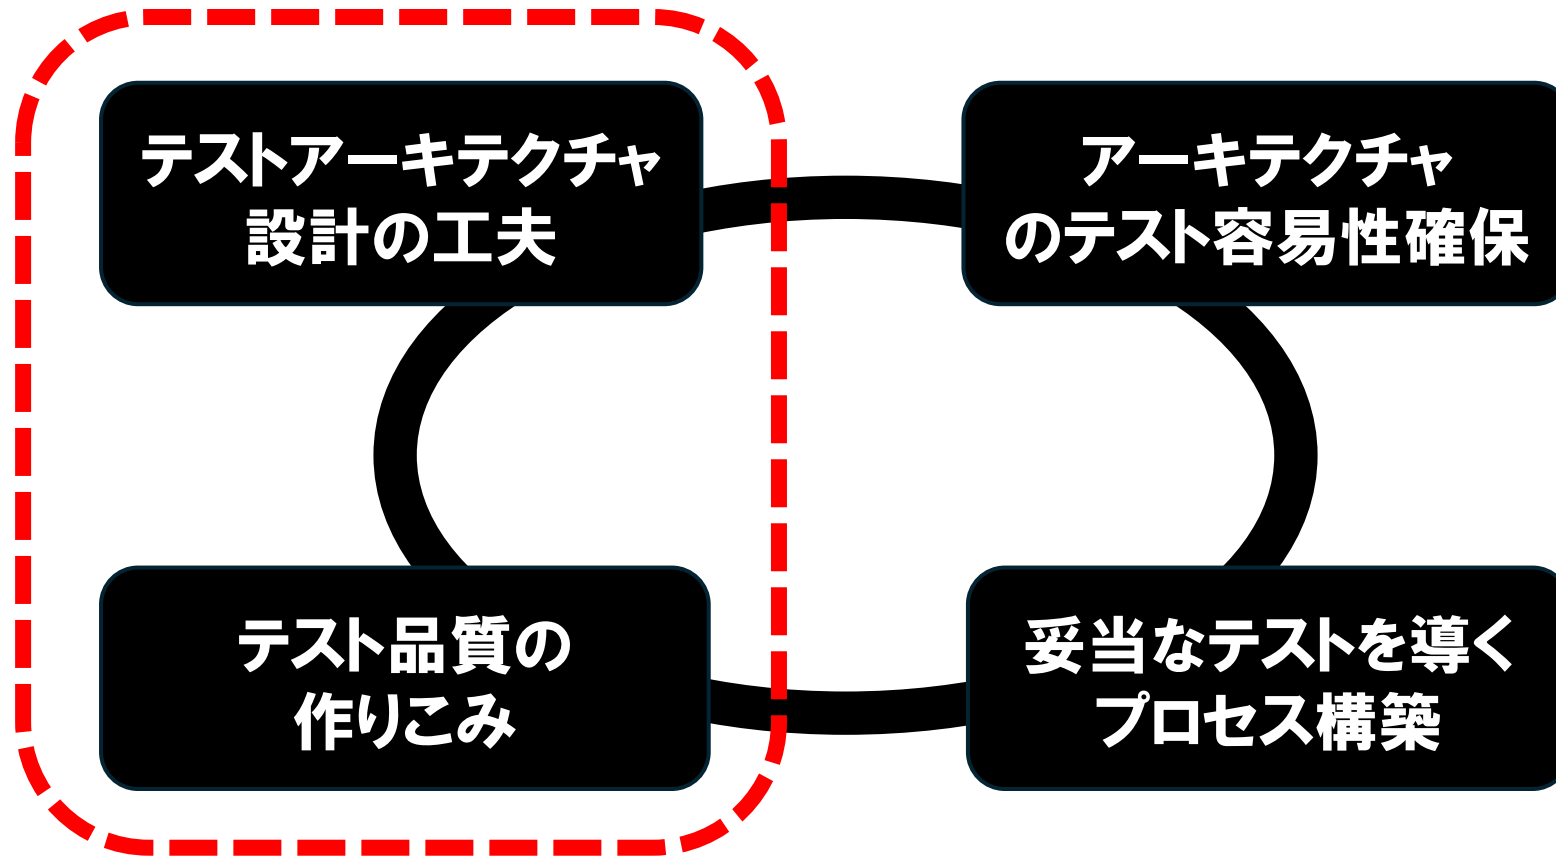 テストアーキテクチャ
設計の工夫
アーキテクチャ
のテスト容易性確保
テスト品質の
作りこみ
妥当なテストを導く
プロセス構築